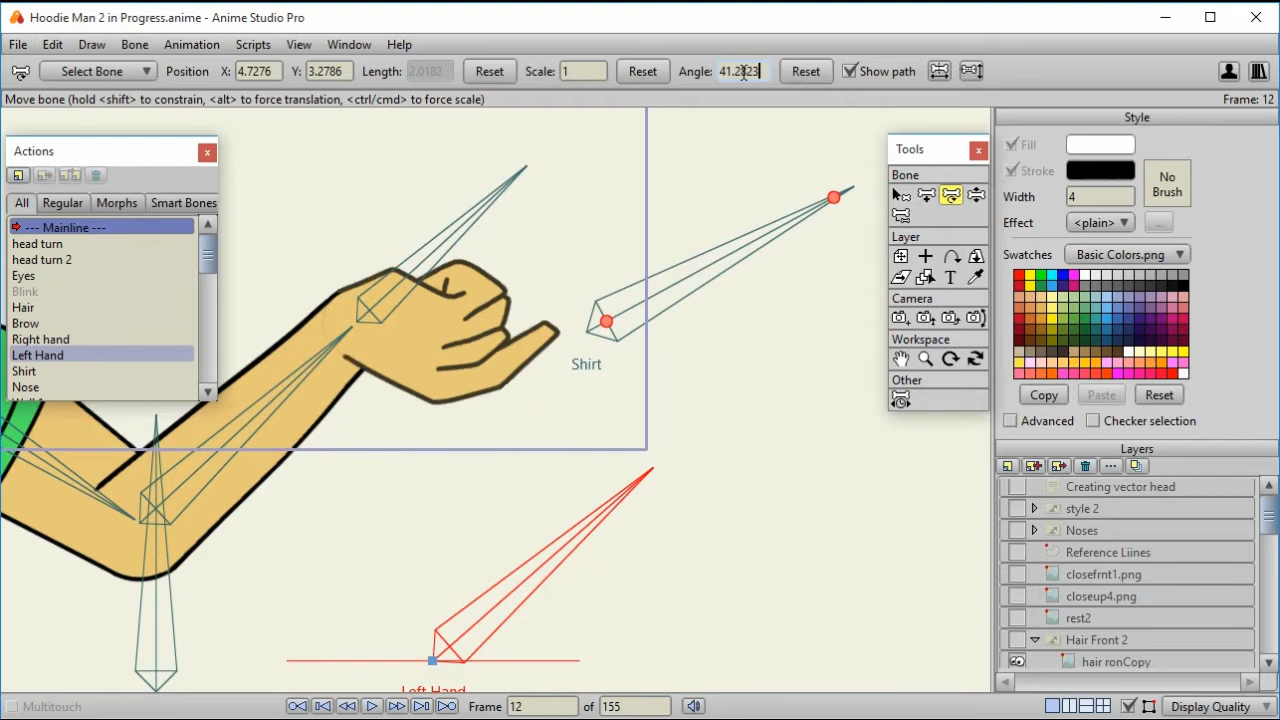 Hoodie Man 2 in Progress.anime - Anime Studio Pro
File Edit Draw Bone Animation Scripts View Window Help
Select Bone Position X: 4.7276 Y: 3.2786 Length: 2.0182 Reset Scale: 1 Reset Angle: Reset Show path
Move bone (hold <shift> to constrain, <alt> to force translation, <ctrl/cmd> to force scale) Frame: 12
Style
Actions
Tools
Fill
Stroke
No
Brush
Bone
Width 4
All Regular Morphs Smart Bones
Effect <plain> ...
--- Mainline ---
Layer
head turn
Swatches Basic Colors.png
head turn 2
Eyes
T
Blink
Camera
Hair
Brow
Workspace
Right hand
Left Hand
Shirt
Shirt
Other
Nose
Copy Paste Reset
Advanced Checker selection
Layers
Creating vector head
style 2
Noses
Reference Liines
closefrnt1.png
closeup4.png
rest2
Hair Front 2
hair ronCopy
Left Hand
Multitouch Frame 12 of 155 Display Quality